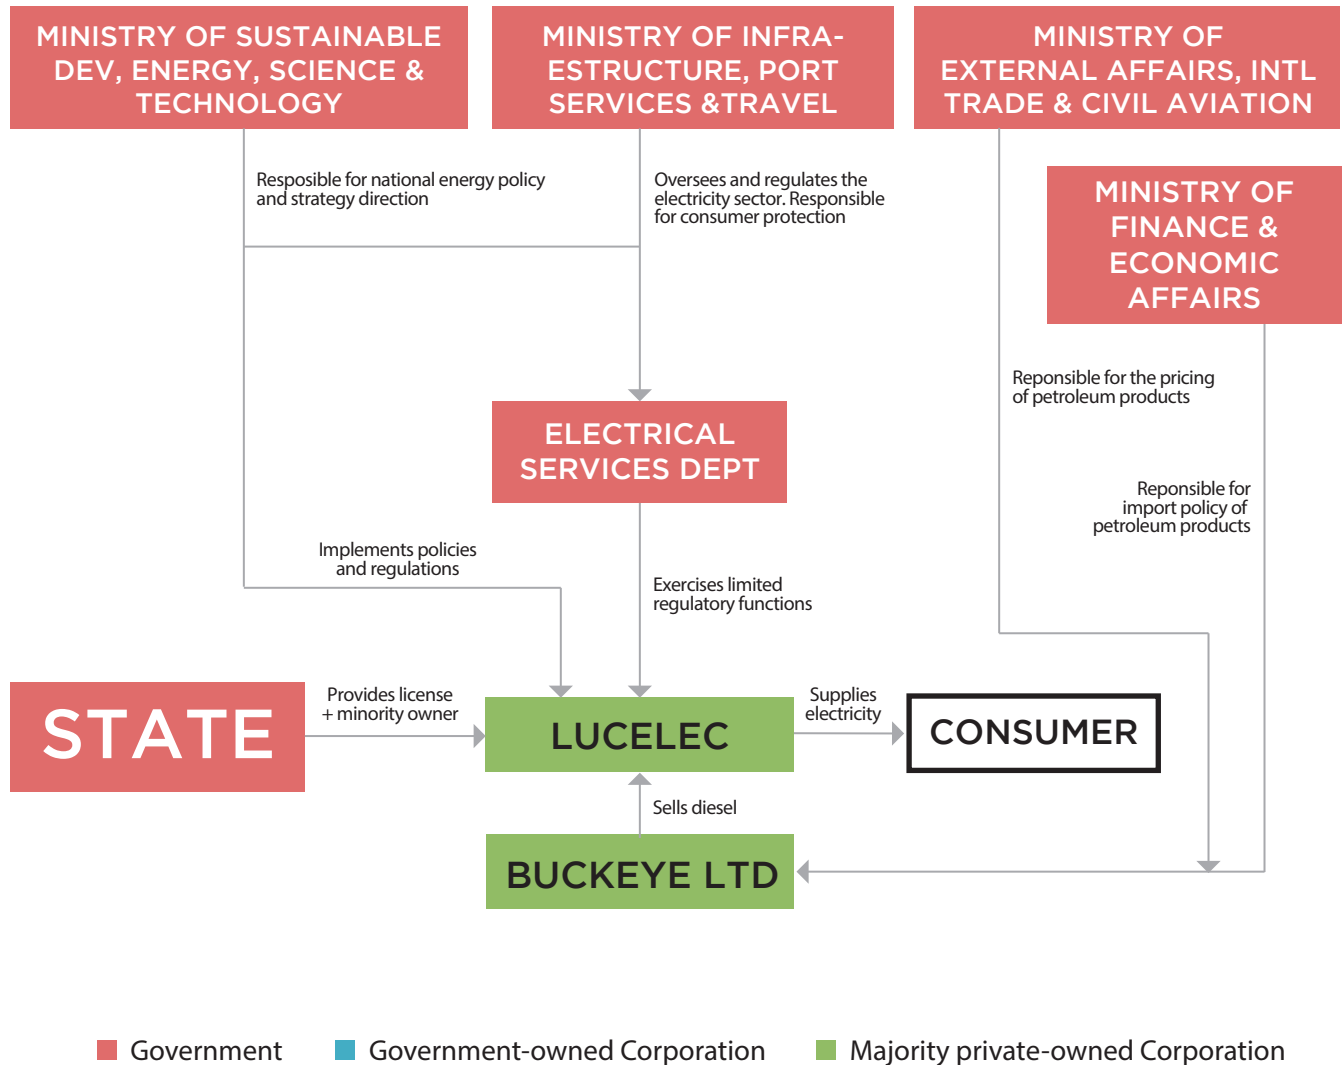 MINISTRY OF SUSTAINABLE
DEV, ENERGY, SCIENCE &
TECHNOLOGY
MINISTRY OF INFRA-
ESTRUCTURE, PORT
SERVICES &TRAVEL
MINISTRY OF
EXTERNAL AFFAIRS, INTL
TRADE & CIVIL AVIATION
MINISTRY OF
FINANCE &
ECONOMIC
AFFAIRS
Resposible for national energy policy
and strategy direction
Oversees and regulates the
electricity sector. Responsible
for consumer protection
Reponsible for the pricing
of petroleum products
ELECTRICAL
SERVICES DEPT
Reponsible for
import policy of
petroleum products
Implements policies
and regulations
Exercises limited
regulatory functions
STATE
Provides license
+ minority owner
LUCELEC
Supplies
electricity
CONSUMER
Sells diesel
BUCKEYE LTD
Government
Government-owned Corporation
Majority private-owned Corporation